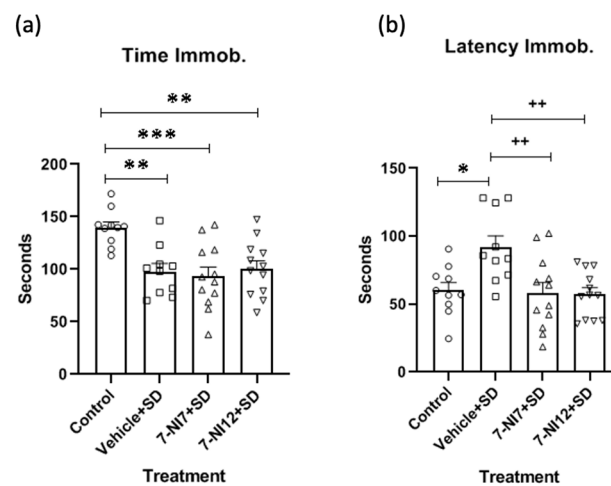 (a)
Time Immob.
**
***
**
200
150
100
50
0
Seconds
Control
Vehicle+SD
7-NI7+SD
7-NI12+SD
Treatment
(b)
Latency Immob.
++
++
*
150
100
50
0
Seconds
Control
Vehicle+SD
7-NI7+SD
7-NI12+SD
Treatment